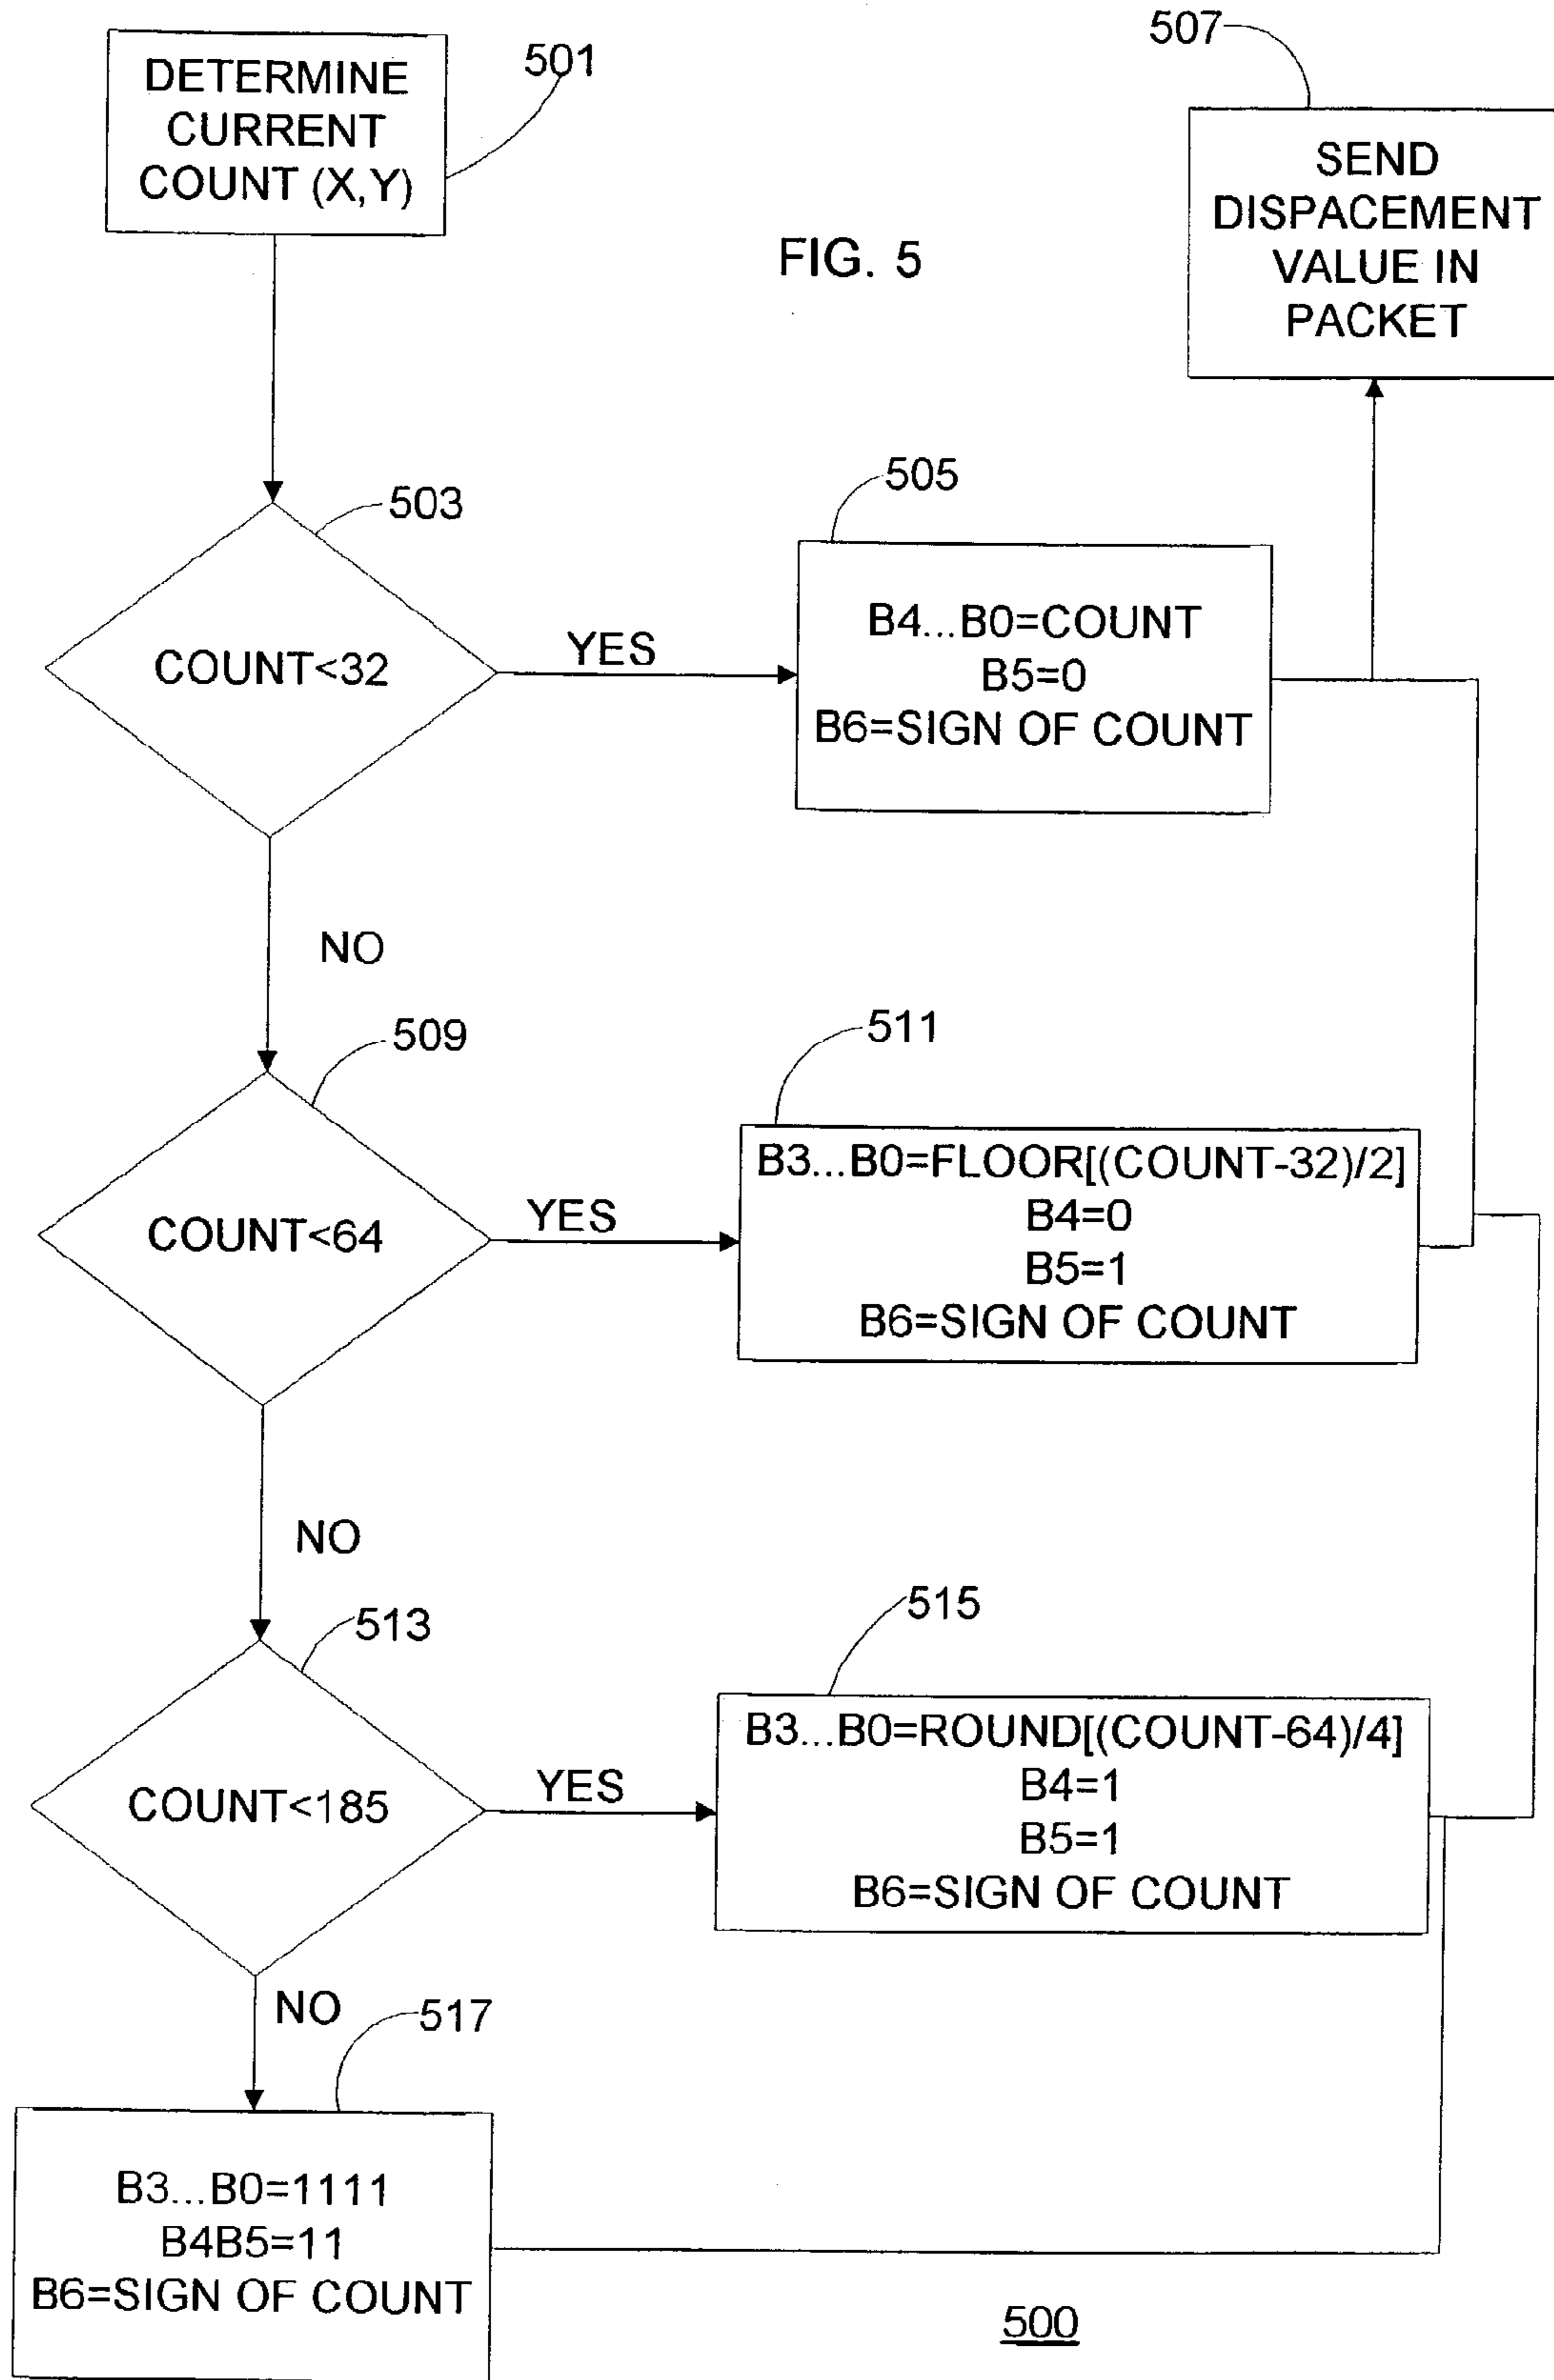 501
DETERMINE
CURRENT
COUNT (X,Y)
507
SEND
DISPACEMENT
VALUE IN
PACKET
FIG. 5
503
COUNT<32
YES
505
B4...B0=COUNT
B5=0
B6=SIGN OF COUNT
NO
509
COUNT<64
YES
511
B3...B0=FLOOR[(COUNT-32)/2]
B4=0
B5=1
B6=SIGN OF COUNT
NO
513
COUNT<185
YES
515
B3...B0=ROUND[(COUNT-64)/4]
B4=1
B5=1
B6=SIGN OF COUNT
NO
517
B3...B0=1111
B4B5=11
B6=SIGN OF COUNT
500